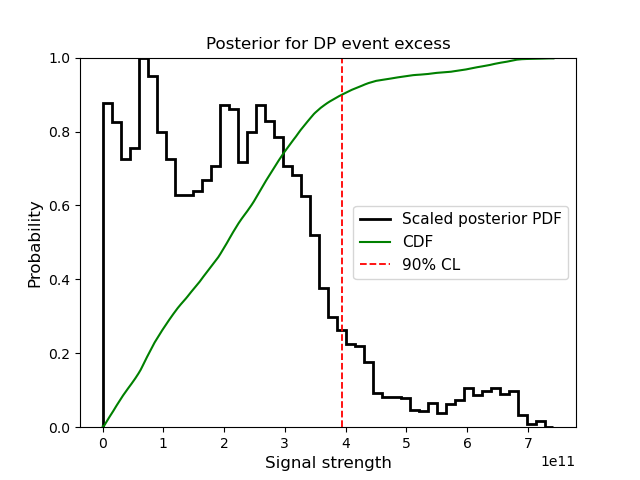 Posterior for DP event excess
Probability
1.0
0.8
0.6
0.4
0.2
0.0
Scaled posterior PDF
CDF
90% CL
0 1 2 3 4 5 6 7
1e11
Signal strength